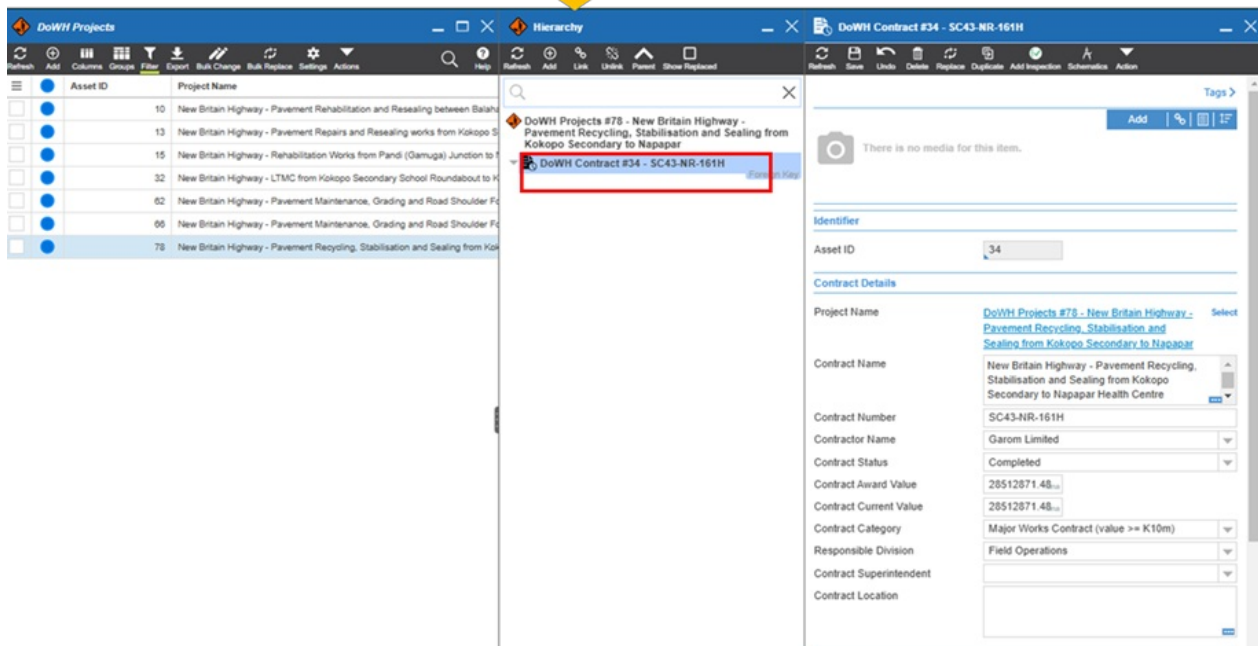 DoWH Projects
Refresh Add Columns Groups Filter Export Bulk Change Bulk Replace Settings Actions Help
Asset ID Project Name
10 New Britain Highway - Pavement Rehabilitation and Resealing between Balaha
13 New Britain Highway - Pavement Repairs and Resealing works from Kokopo S
15 New Britain Highway - Rehabilitation Works from Pandi (Gamuga) Junction to
32 New Britain Highway - LTMC from Kokopo Secondary School Roundabout to K
62 New Britain Highway - Pavement Maintenance, Grading and Road Shoulder Fo
66 New Britain Highway - Pavement Maintenance, Grading and Road Shoulder Fo
78 New Britain Highway - Pavement Recycling, Stabilisation and Sealing from Kok
Hierarchy
Refresh Add Link Unlink Parent Show Replaced
DoWH Projects #78 - New Britain Highway -
Pavement Recycling, Stabilisation and Sealing from
Kokopo Secondary to Napapar
DoWH Contract #34 - SC43-NR-161H
Foreign Key
DoWH Contract #34 - SC43-NR-161H
Refresh Save Undo Delete Replace Duplicate Add Inspection Schematics Action
Tags >
Add
There is no media for this item.
Identifier
Asset ID 34
Contract Details
Project Name DoWH Projects #78 - New Britain Highway - Select
Pavement Recycling, Stabilisation and
Sealing from Kokopo Secondary to Napapar
Contract Name New Britain Highway - Pavement Recycling,
Stabilisation and Sealing from Kokopo
Secondary to Napapar Health Centre
Contract Number SC43-NR-161H
Contractor Name Garom Limited
Contract Status Completed
Contract Award Value 28512871.48
Contract Current Value 28512871.48
Contract Category Major Works Contract (value >= K10m)
Responsible Division Field Operations
Contract Superintendent
Contract Location